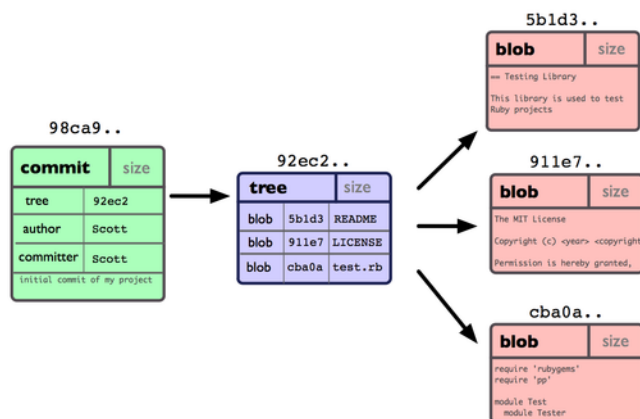 98ca9..
commit size
tree 92ec2
author Scott
committer Scott
initial commit of my project
92ec2..
tree size
blob 5b1d3 README
blob 911e7 LICENSE
blob cba0a test.rb
5b1d3..
blob size
== Testing Library
This library is used to test
Ruby projects
911e7..
blob size
The MIT License
Copyright (c) <year> <copyright
Permission is hereby granted,
cba0a..
blob size
require 'rubygems'
require 'pp'
module Test
module Tester